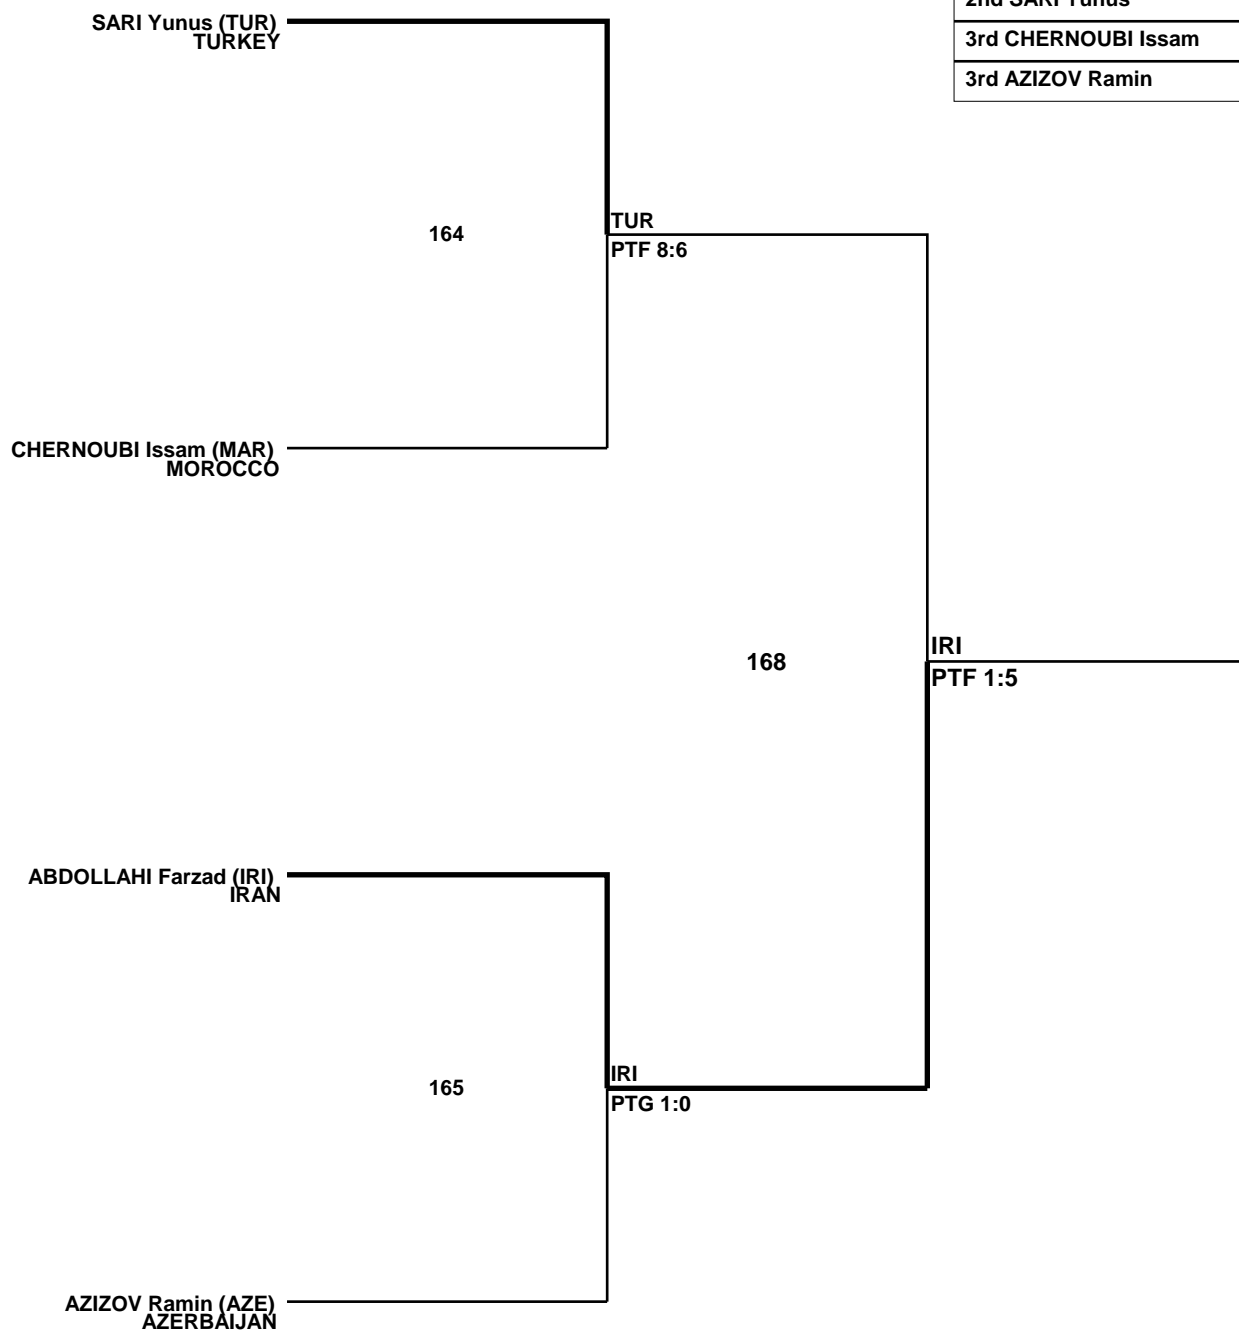 2nd SARI Yunus
SARI Yunus (TUR)
TURKEY
3rd CHERNOUBI Issam
3rd AZIZOV Ramin
TUR
164
PTF 8:6
CHERNOUBI Issam (MAR)
MOROCCO
IRI
168
PTF 1:5
ABDOLLAHI Farzad (IRI)
IRAN
IRI
165
PTG 1:0
AZIZOV Ramin (AZE)
AZERBAIJAN